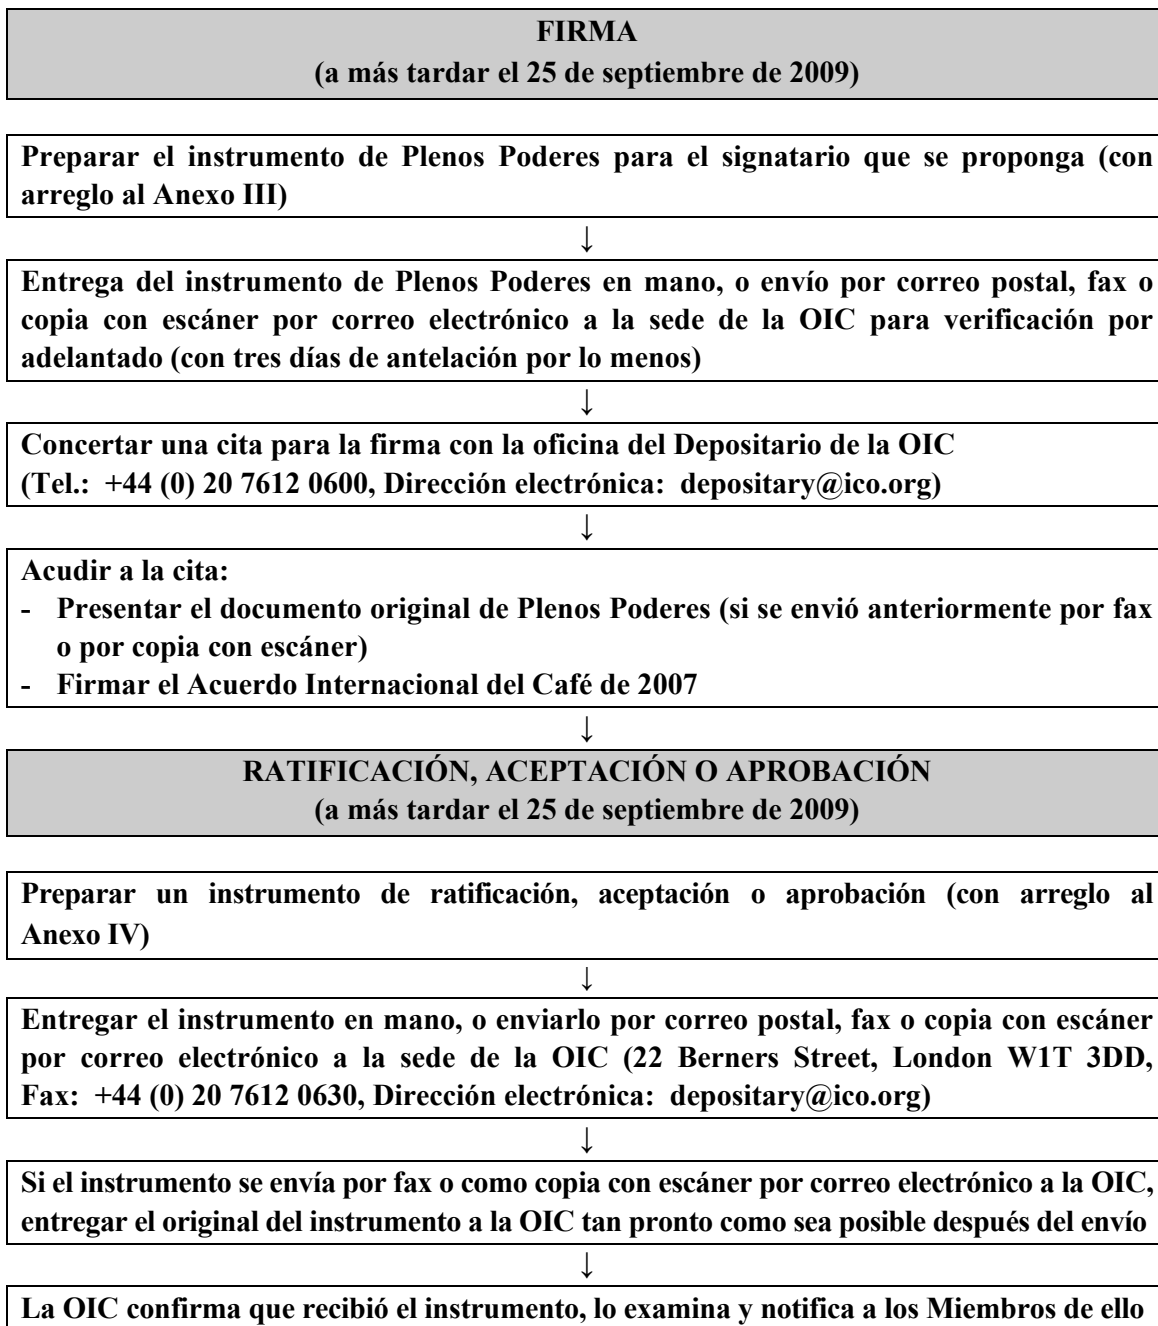 FIRMA
(a más tardar el 25 de septiembre de 2009)
Preparar el instrumento de Plenos Poderes para el signatario que se proponga (con
arreglo al Anexo III)
↓
Entrega del instrumento de Plenos Poderes en mano, o envío por correo postal, fax o
copia con escáner por correo electrónico a la sede de la OIC para verificación por
adelantado (con tres días de antelación por lo menos)
↓
Concertar una cita para la firma con la oficina del Depositario de la OIC
(Tel.: +44 (0) 20 7612 0600, Dirección electrónica: depositary@ico.org)
↓
Acudir a la cita:
- Presentar el documento original de Plenos Poderes (si se envió anteriormente por fax
o por copia con escáner)
- Firmar el Acuerdo Internacional del Café de 2007
↓
RATIFICACIÓN, ACEPTACIÓN O APROBACIÓN
(a más tardar el 25 de septiembre de 2009)
Preparar un instrumento de ratificación, aceptación o aprobación (con arreglo al
Anexo IV)
↓
Entregar el instrumento en mano, o enviarlo por correo postal, fax o copia con escáner
por correo electrónico a la sede de la OIC (22 Berners Street, London W1T 3DD,
Fax: +44 (0) 20 7612 0630, Dirección electrónica: depositary@ico.org)
↓
Si el instrumento se envía por fax o como copia con escáner por correo electrónico a la OIC,
entregar el original del instrumento a la OIC tan pronto como sea posible después del envío
↓
La OIC confirma que recibió el instrumento, lo examina y notifica a los Miembros de ello